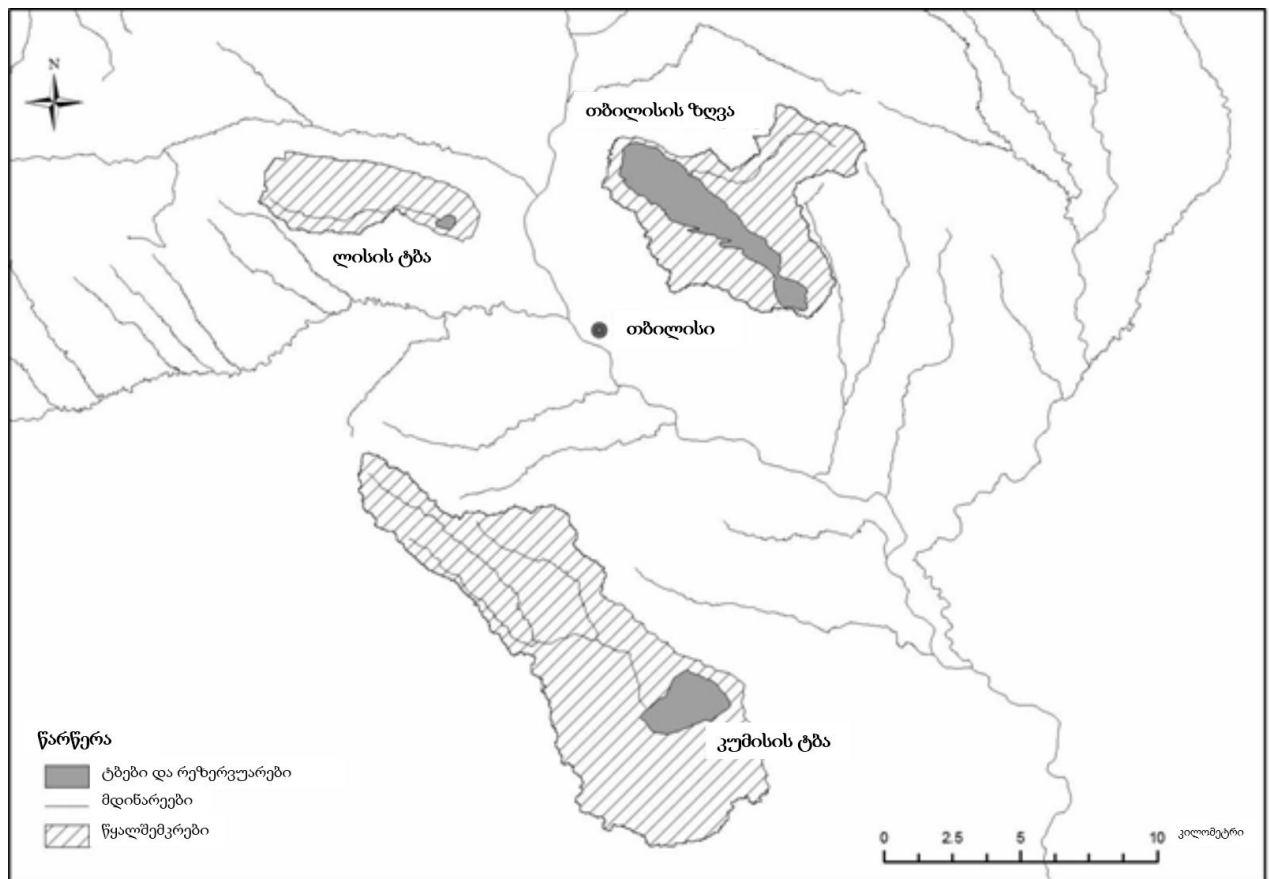 N
თბილისის ზღვა
ლისის ტბა
თბილისი
კუმისის ტბა
წარწერა
ტბები და რეზერვუარები
მდინარეები
წყალშემკრები
0 2.5 5 10 კილომეტრი